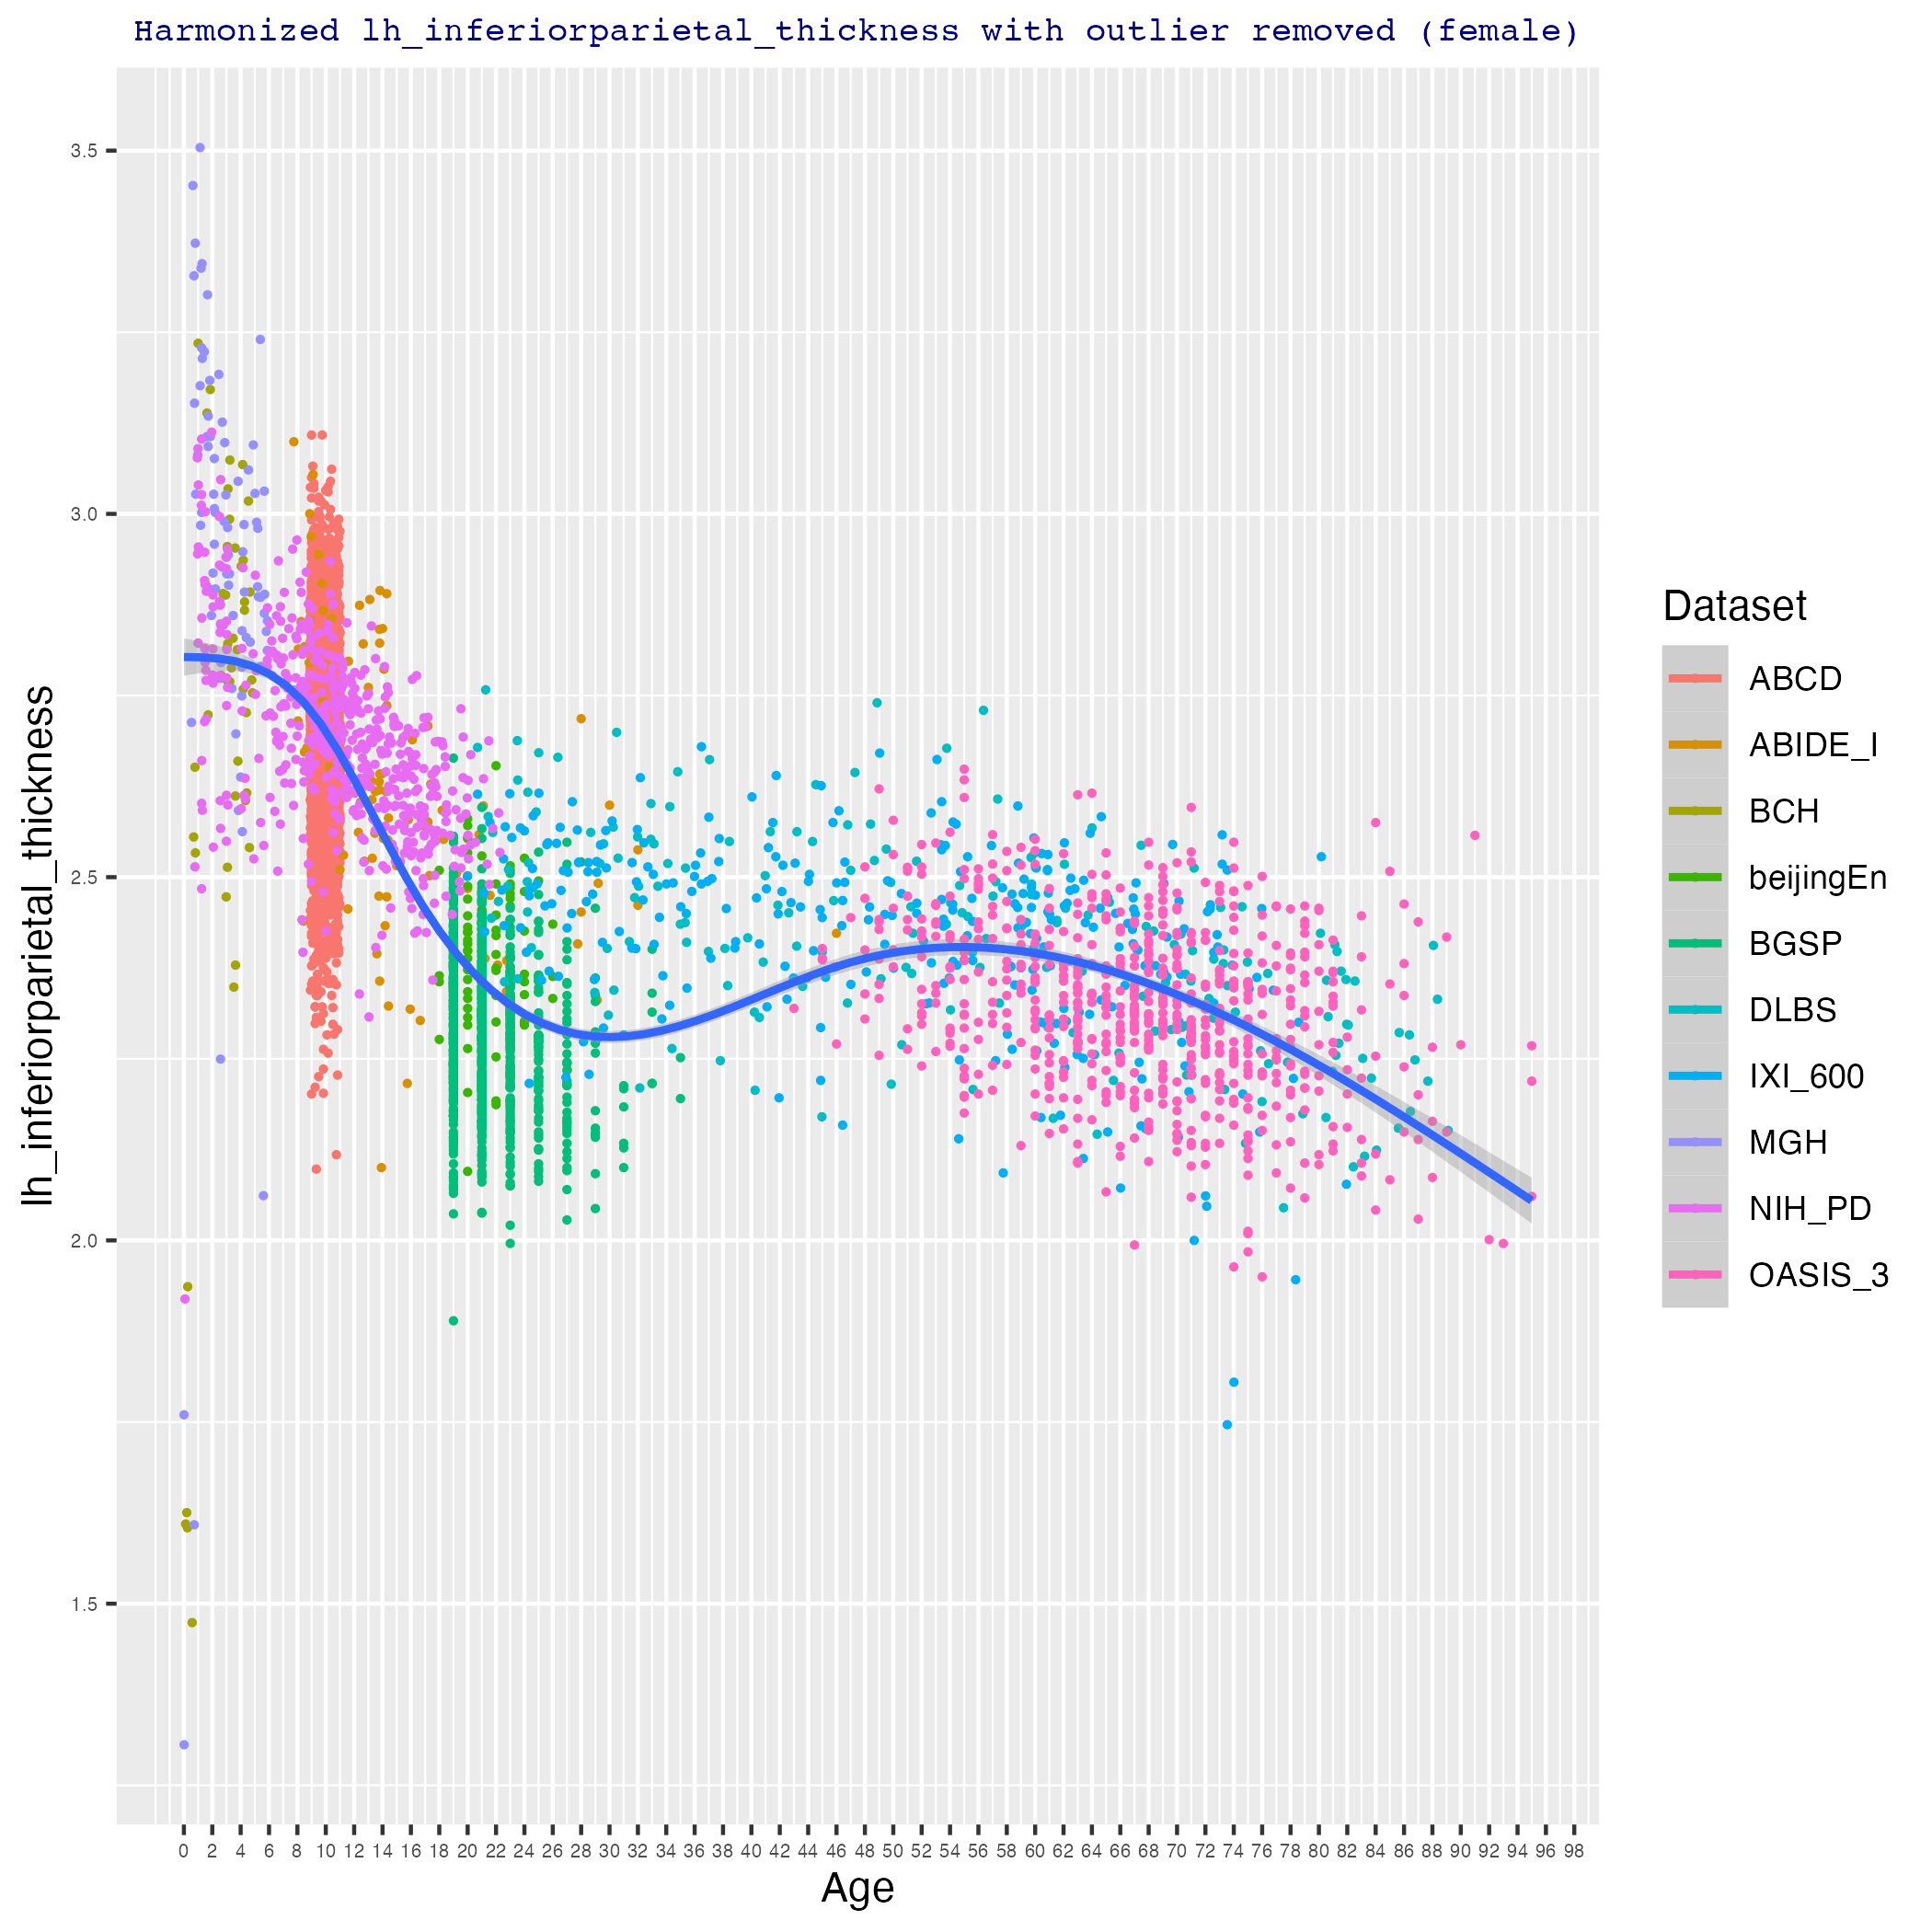 Harmonized lh_inferiorparietal_thickness with outlier removed (female)
lh_inferiorparietal_thickness
3.5
3.0
2.5
2.0
1.5
0 2 4 6 8 10 12 14 16 18 20 22 24 26 28 30 32 34 36 38 40 42 44 46 48 50 52 54 56 58 60 62 64 66 68 70 72 74 76 78 80 82 84 86 88 90 92 94 96 98
Age
Dataset
ABCD
ABIDE_I
BCH
beijingEn
BGSP
DLBS
IXI_600
MGH
NIH_PD
OASIS_3